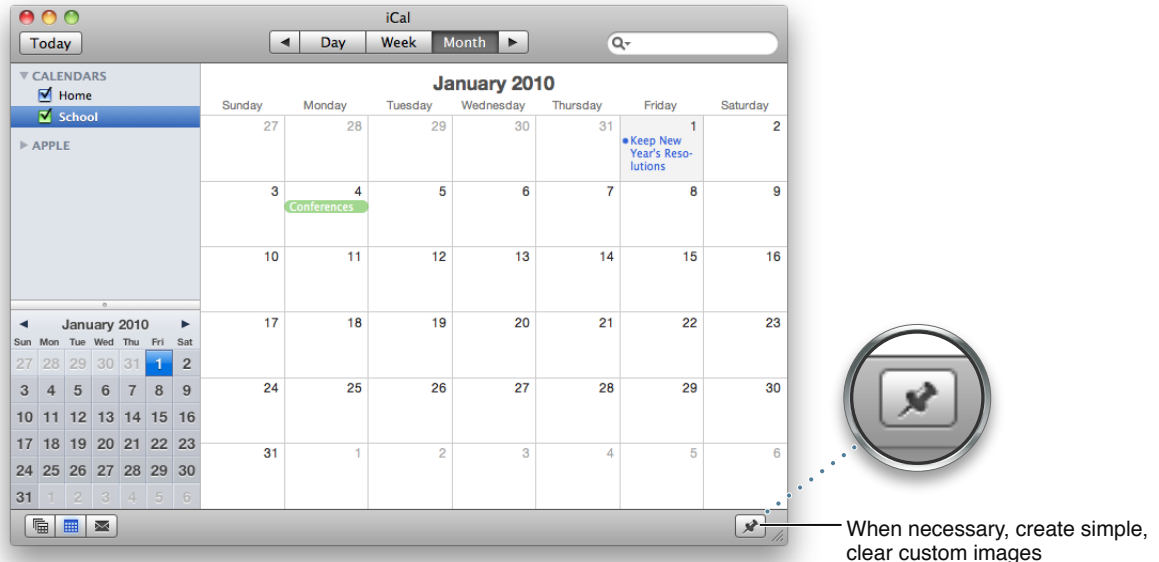 iCal
Today
Day Week Month
CALENDARS
Home
School
APPLE
January 2010
Sunday Monday Tuesday Wednesday Thursday Friday Saturday
27 28 29 30 31 1 2
Keep New
Year's Reso-
lutions
3 4 5 6 7 8 9
Conferences
10 11 12 13 14 15 16
17 18 19 20 21 22 23
24 25 26 27 28 29 30
31 1 2 3 4 5 6
January 2010
Sun Mon Tue Wed Thu Fri Sat
27 28 29 30 31 1 2
3 4 5 6 7 8 9
10 11 12 13 14 15 16
17 18 19 20 21 22 23
24 25 26 27 28 29 30
31 1 2 3 4 5 6
When necessary, create simple,
clear custom images